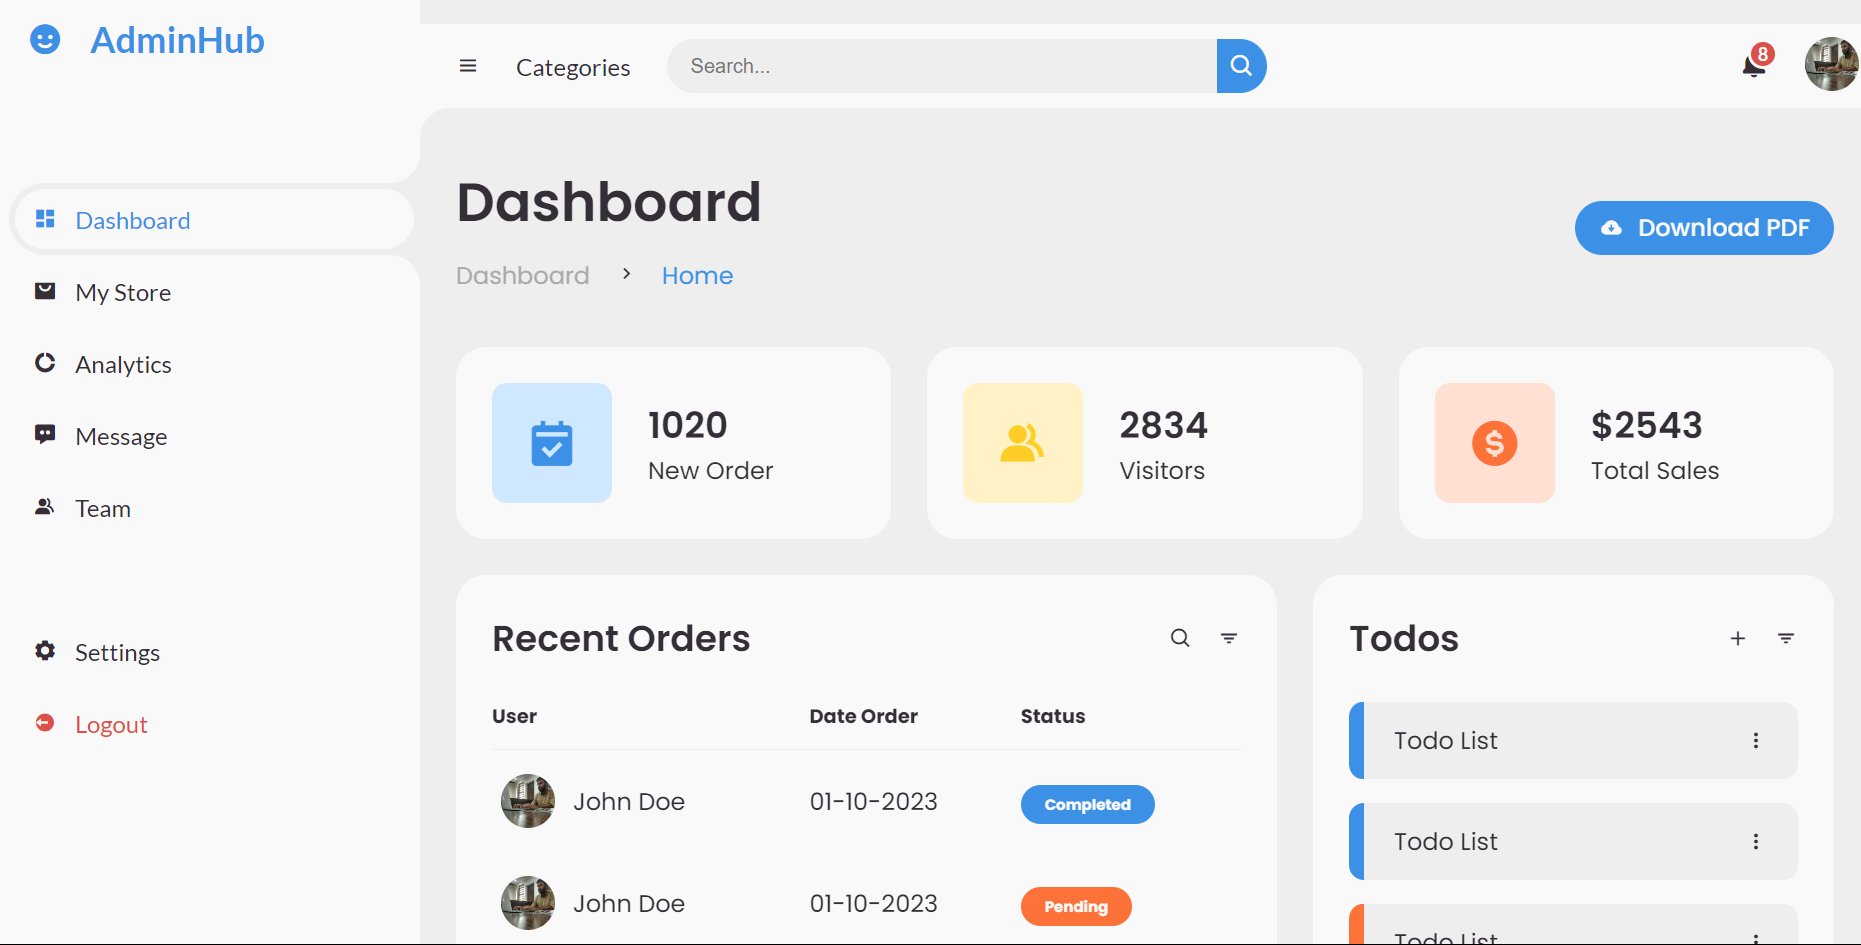 AdminHub
Categories
Search...
8
Dashboard
My Store
Analytics
Message
Team
Settings
Logout
Dashboard
Dashboard > Home
Download PDF
1020
New Order
2834
Visitors
$2543
Total Sales
Recent Orders
User Date Order Status
John Doe 01-10-2023 Completed
John Doe 01-10-2023 Pending
Todos
Todo List
Todo List
Todo List